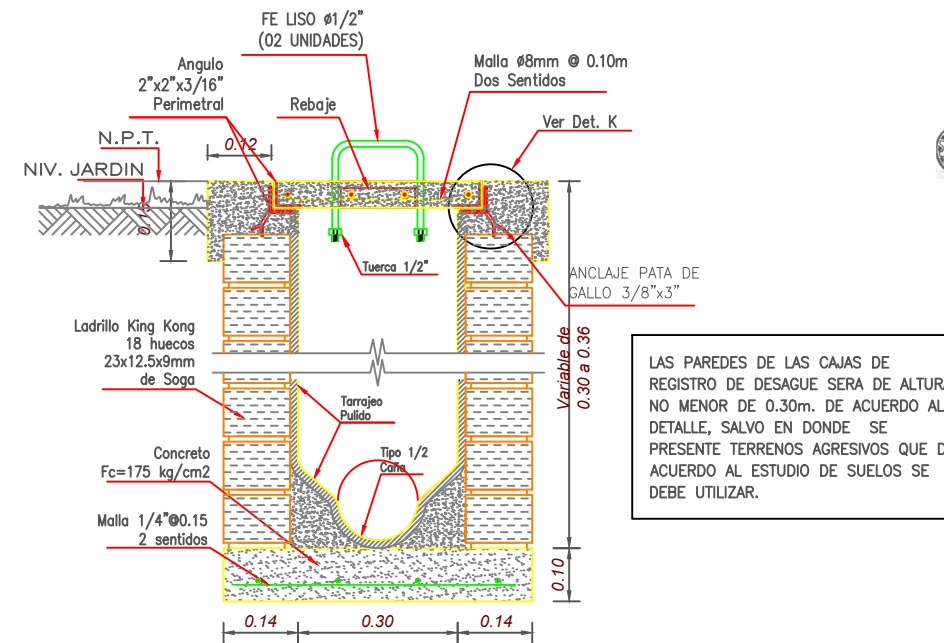 FE LISO ø1/2"
(02 UNIDADES)
Angulo
2"x2"x3/16"
Perimetral
Rebaje
Malla ø8mm @ 0.10m
Dos Sentidos
Ver Det. K
N.P.T.
0.12
NIV. JARDIN
0.15
Tuerca 1/2"
ANCLAJE PATA DE
GALLO 3/8"x3"
Ladrillo King Kong
18 huecos
23x12.5x9mm
de Soga
Variable de
0.30 a 0.36
Tarrajeo
Pulido
Tipo 1/2
Caña
Concreto
Fc=175 kg/cm2
Malla 1/4"@0.15
2 sentidos
0.10
0.14
0.30
0.14
LAS PAREDES DE LAS CAJAS DE
REGISTRO DE DESAGUE SERA DE ALTURA
NO MENOR DE 0.30m. DE ACUERDO AL
DETALLE, SALVO EN DONDE SE
PRESENTE TERRENOS AGRESIVOS QUE D
ACUERDO AL ESTUDIO DE SUELOS SE
DEBE UTILIZAR.